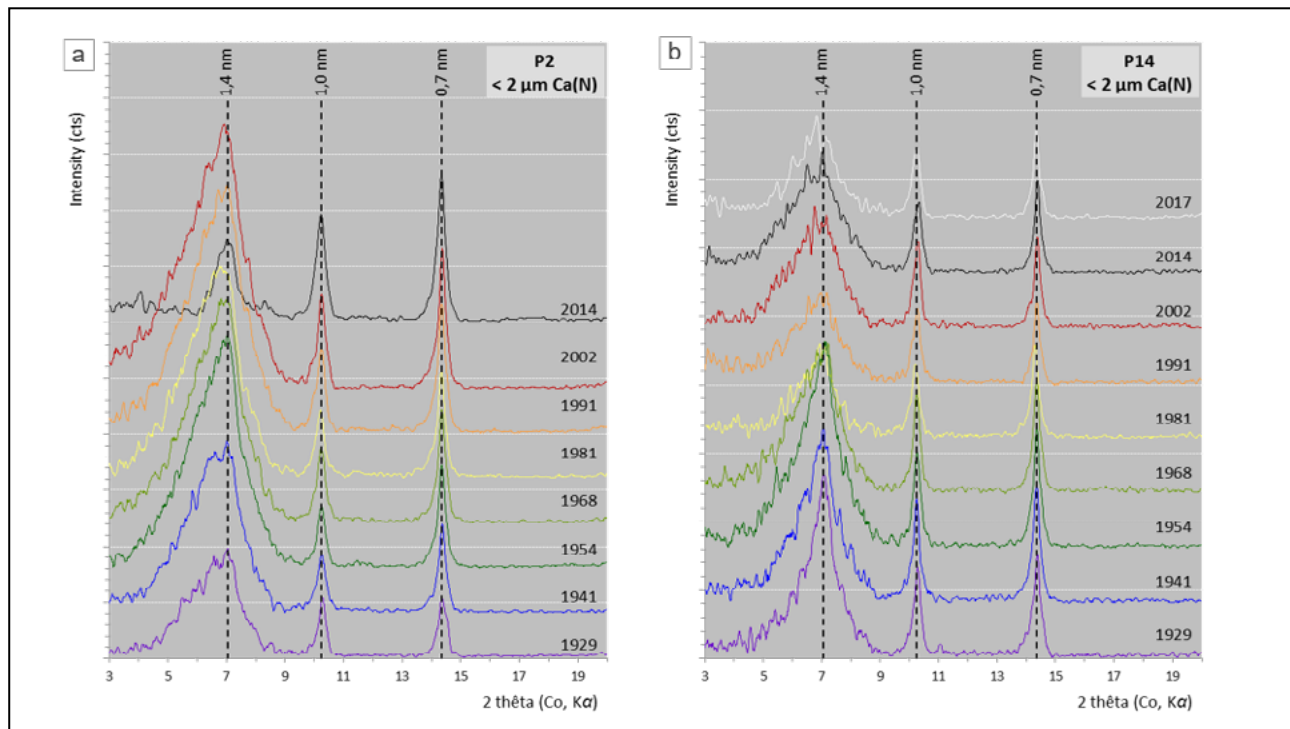 a
P2
< 2 µm Ca(N)
1,4 nm
1,0 nm
0,7 nm
Intensity (cts)
2014
2002
1991
1981
1968
1954
1941
1929
3 5 7 9 11 13 15 17 19
2 thêta (Co, Kα)
b
P14
< 2 µm Ca(N)
1,4 nm
1,0 nm
0,7 nm
Intensity (cts)
2017
2014
2002
1991
1981
1968
1954
1941
1929
3 5 7 9 11 13 15 17 19
2 thêta (Co, Kα)